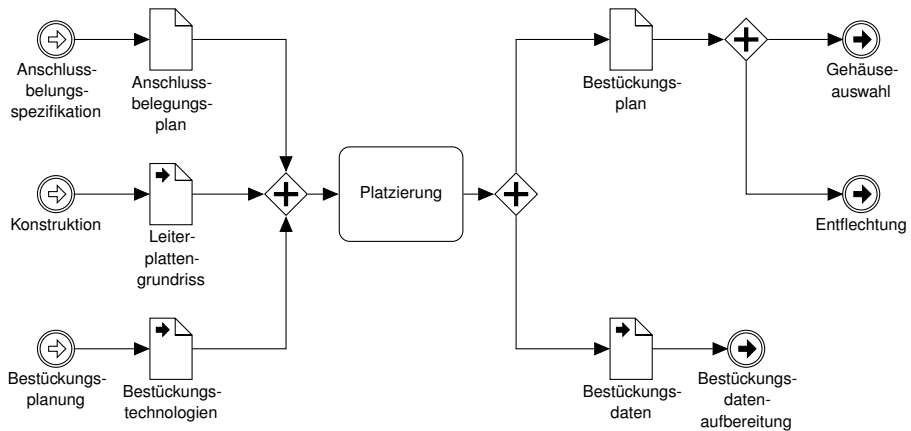 Anschluss-
belungs-
spezifikation
Anschluss-
belegungs-
plan
Bestückungs-
plan
Gehäuse-
auswahl
Platzierung
Konstruktion
Leiter-
platten-
grundriss
Entflechtung
Bestückungs-
planung
Bestückungs-
technologien
Bestückungs-
daten
Bestückungs-
daten-
aufbereitung